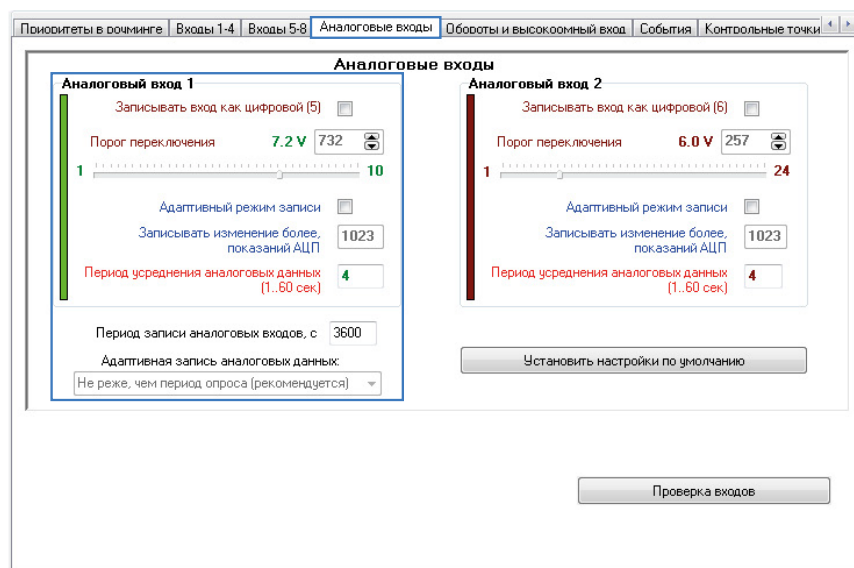 Приоритеты в роуминге Входы 1-4 Входы 5-8 Аналоговые входы Обороты и высокоомный вход События Контрольные точки
Аналоговые входы
Аналоговый вход 1
Записывать вход как цифровой (5)
Порог переключения 7.2 V 732
1 10
Адаптивный режим записи
Записывать изменение более,
показаний АЦП
1023
Период усреднения аналоговых данных
(1..60 сек)
4
Период записи аналоговых входов, с 3600
Адаптивная запись аналоговых данных:
Не реже, чем период опроса (рекомендуется)
Аналоговый вход 2
Записывать вход как цифровой (6)
Порог переключения 6.0 V 257
1 24
Адаптивный режим записи
Записывать изменение более,
показаний АЦП
1023
Период усреднения аналоговых данных
(1..60 сек)
4
Установить настройки по умолчанию
Проверка входов